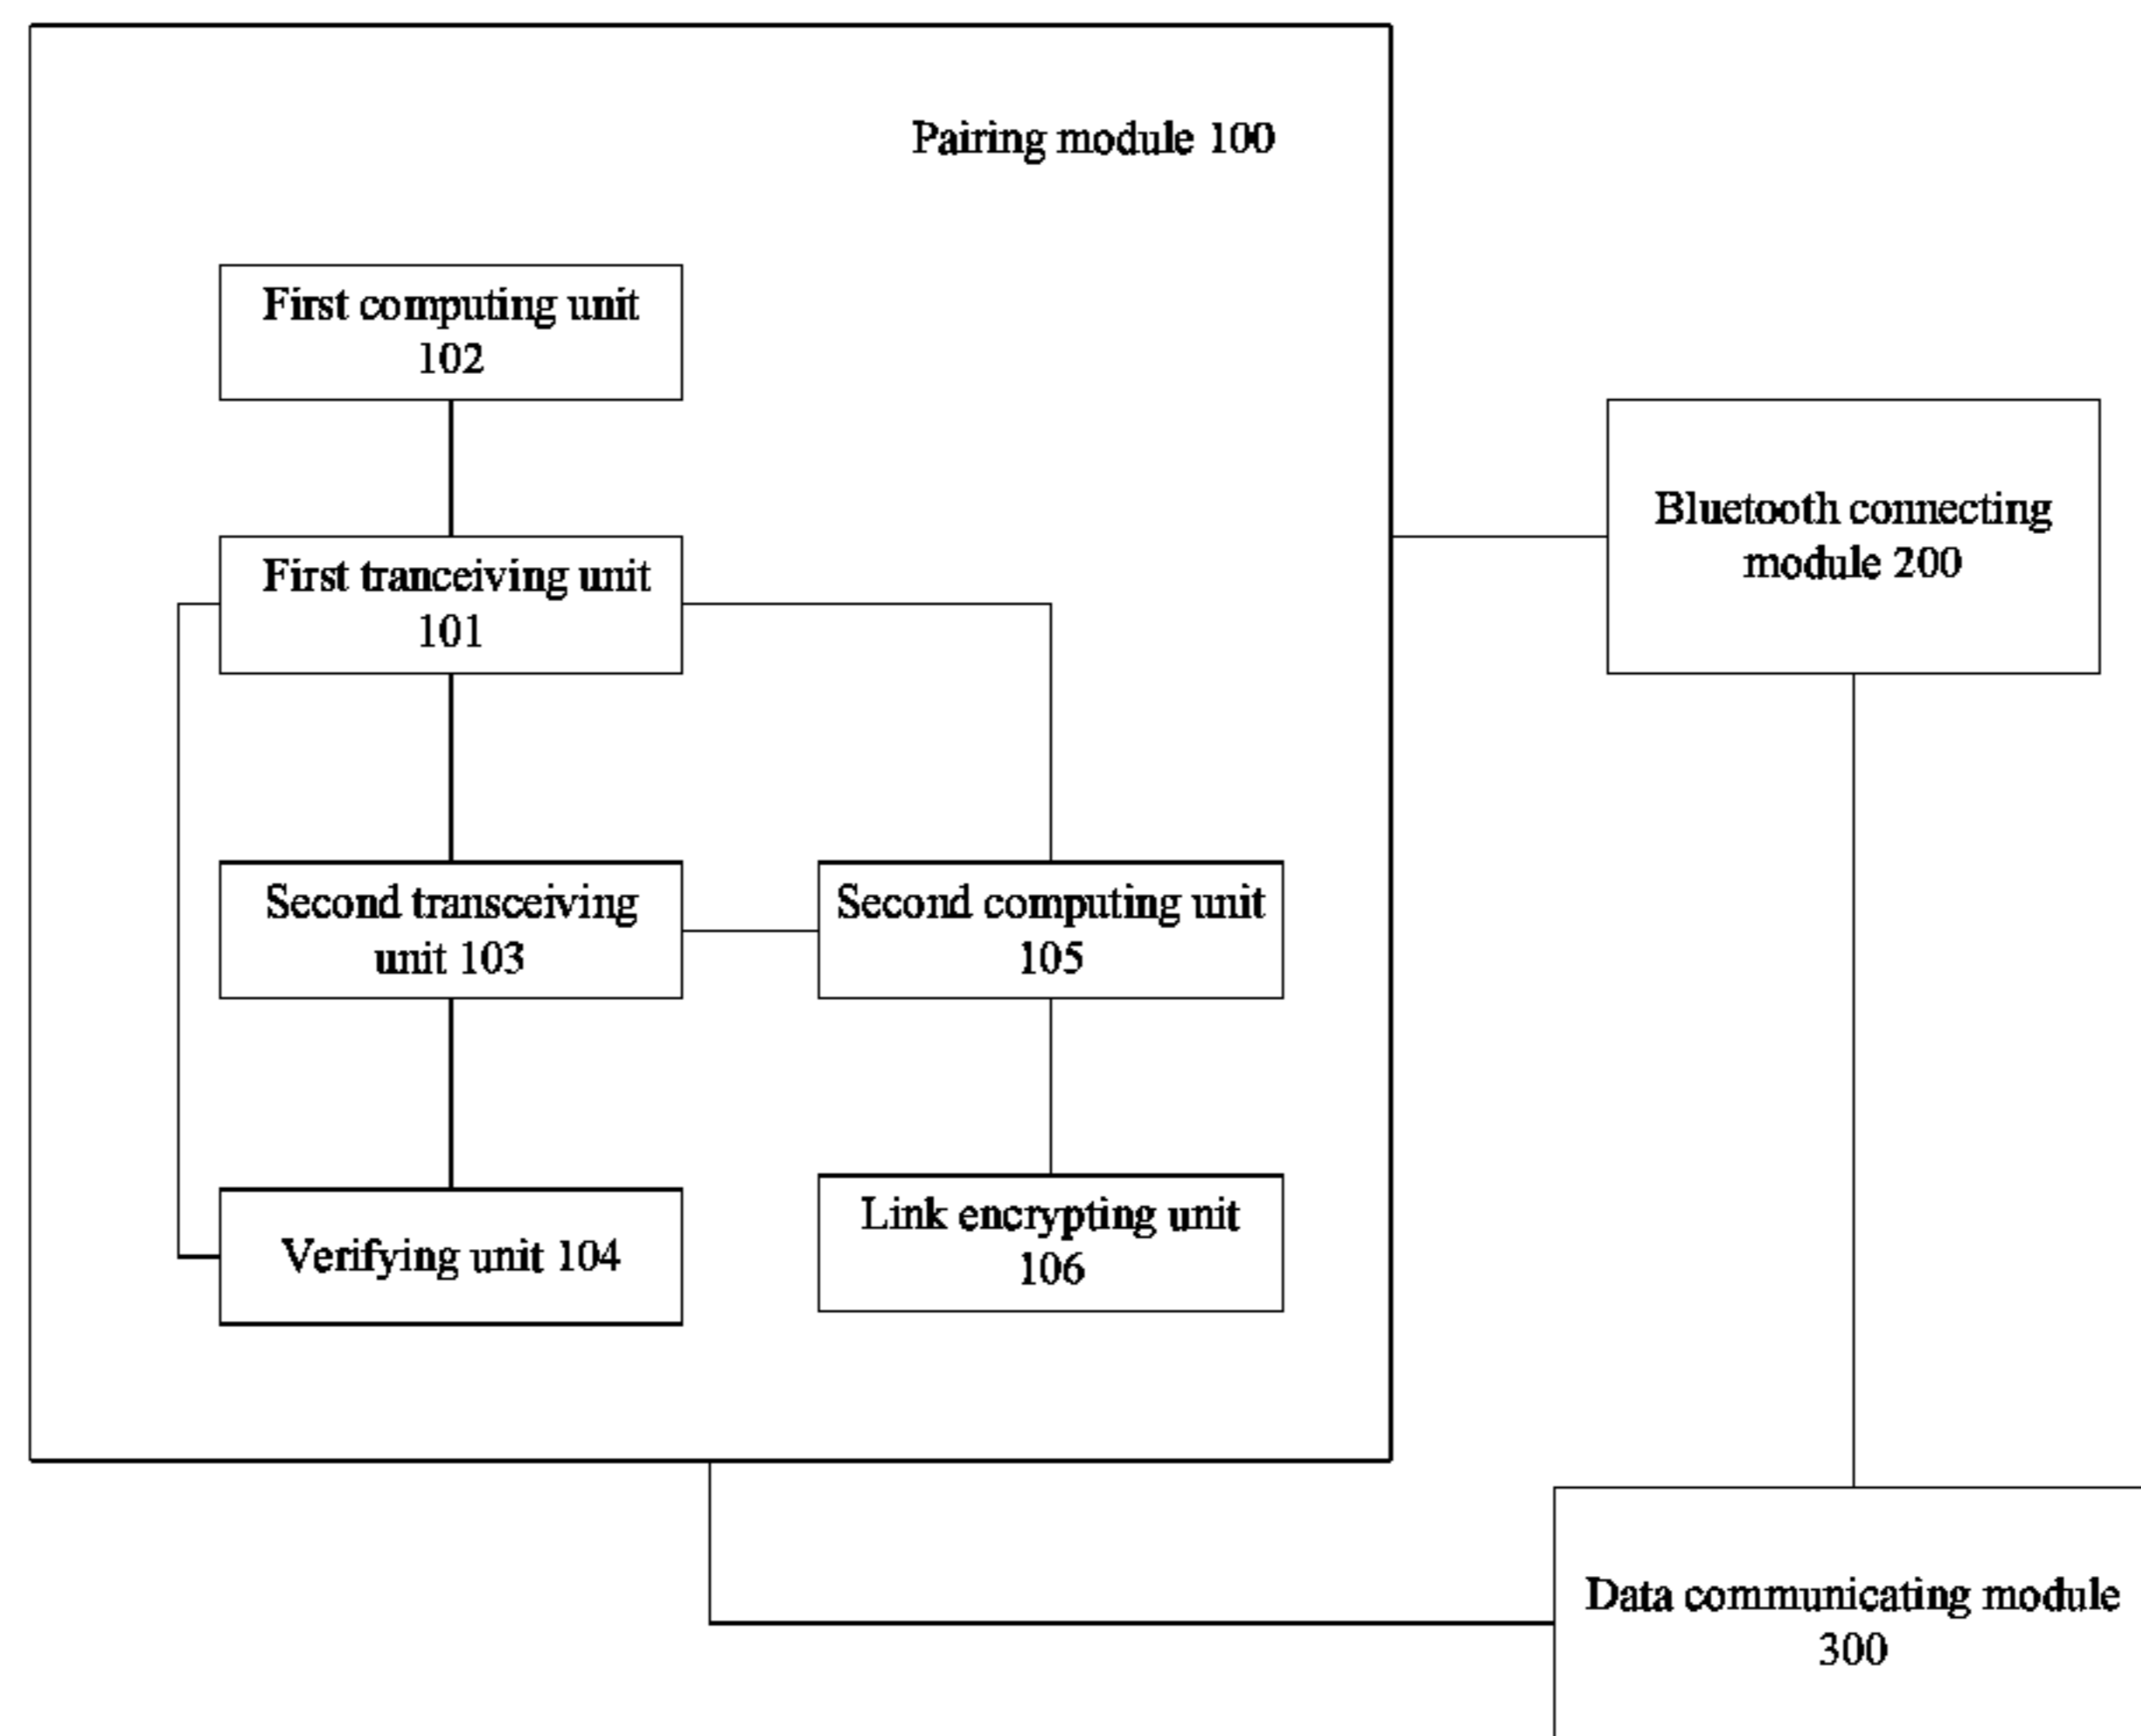 Pairing module 100
First computing unit
102
First tranceiving unit
101
Bluetooth connecting
module 200
Second transceiving
unit 103
Second computing unit
105
Verifying unit 104
Link encrypting unit
106
Data communicating module
300